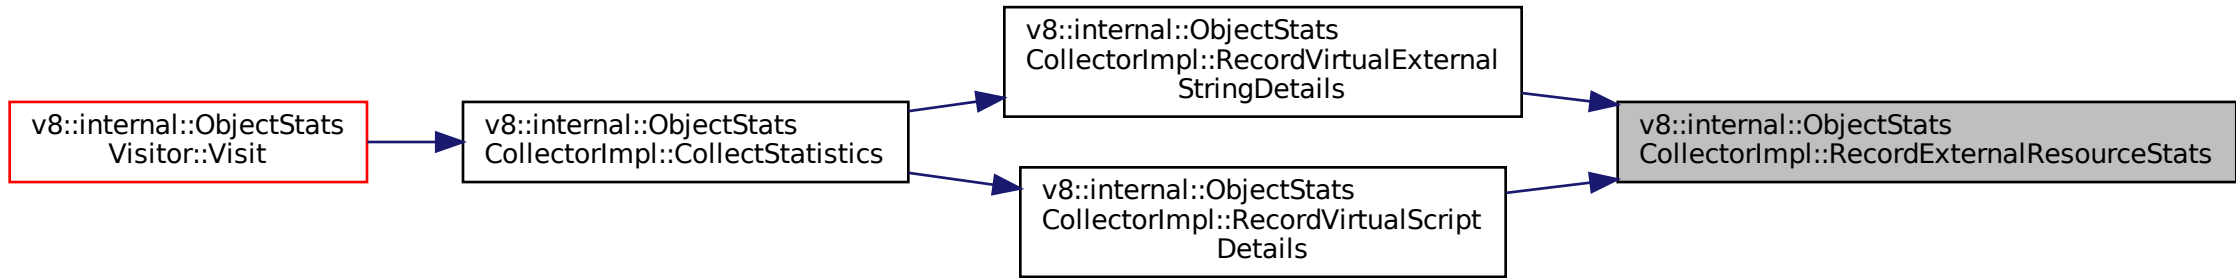 v8::internal::ObjectStats
Visitor::Visit
v8::internal::ObjectStats
CollectorImpl::CollectStatistics
v8::internal::ObjectStats
CollectorImpl::RecordVirtualExternal
StringDetails
v8::internal::ObjectStats
CollectorImpl::RecordVirtualScript
Details
v8::internal::ObjectStats
CollectorImpl::RecordExternalResourceStats